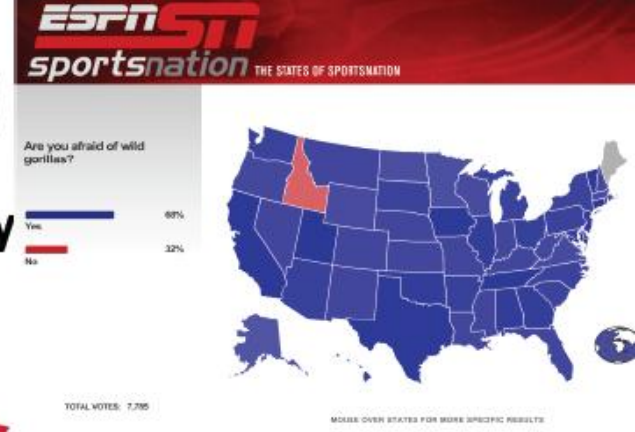 ESPN SN
sportsnation THE STATES OF SPORTSNATION
Are you afraid of wild
gorillas?
68%
Yes
32%
No
TOTAL VOTES: 7,785
MOUSE OVER STATES FOR MORE SPECIFIC RESULTS